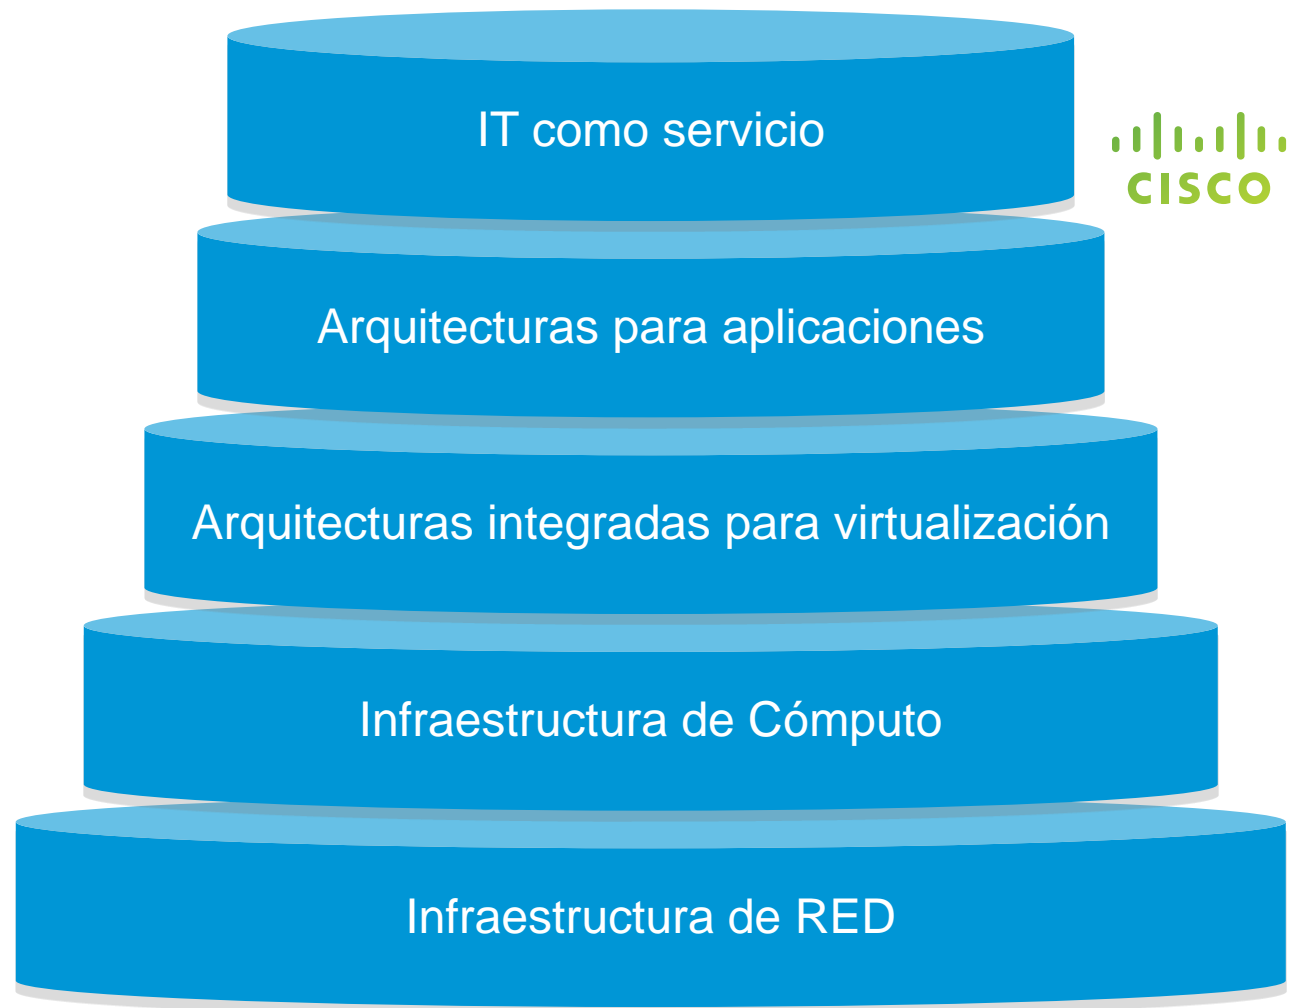 IT como servicio
CISCO
Arquitecturas para aplicaciones
Arquitecturas integradas para virtualización
Infraestructura de Cómputo
Infraestructura de RED